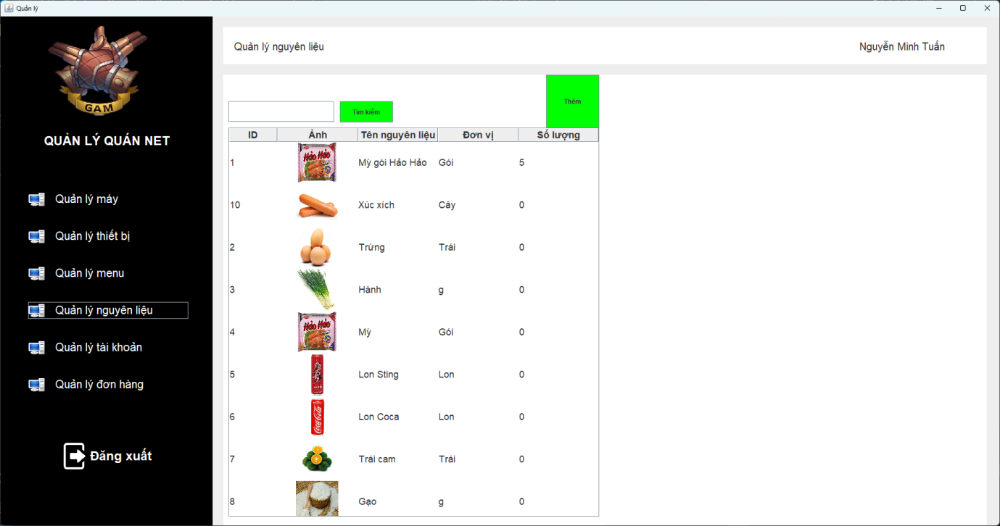 Quản lý
GAM
QUẢN LÝ QUÁN NET
Quản lý máy
Quản lý thiết bị
Quản lý menu
Quản lý nguyên liệu
Quản lý tài khoản
Quản lý đơn hàng
Đăng xuất
Quản lý nguyên liệu
Nguyễn Minh Tuấn
Thêm
Tìm kiếm
ID Ảnh Tên nguyên liệu Đơn vị Số lượng
1 Hảo Hảo Mỳ gói Hảo Hảo Gói 5
10 Xúc xích Cây 0
2 Trứng Trái 0
3 Hành g 0
4 Hảo Hảo Mỳ Gói 0
5 Lon Sting Lon 0
6 Coca-Cola Lon Coca Lon 0
7 Trái cam Trái 0
8 Gạo g 0